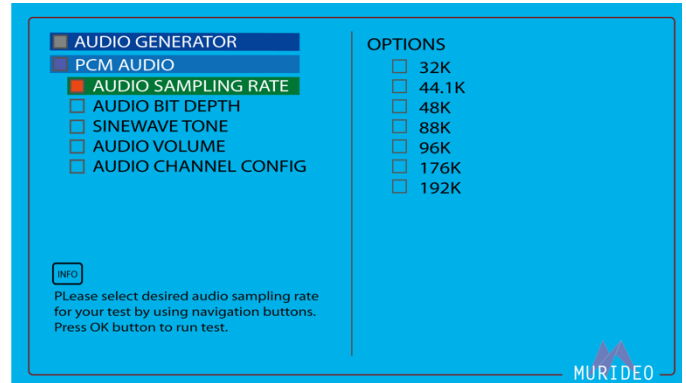 AUDIO GENERATOR
PCM AUDIO
AUDIO SAMPLING RATE
AUDIO BIT DEPTH
SINEWAVE TONE
AUDIO VOLUME
AUDIO CHANNEL CONFIG
INFO
PLease select desired audio sampling rate
for your test by using navigation buttons.
Press OK button to run test.
OPTIONS
32K
44.1K
48K
88K
96K
176K
192K
MURIDEO